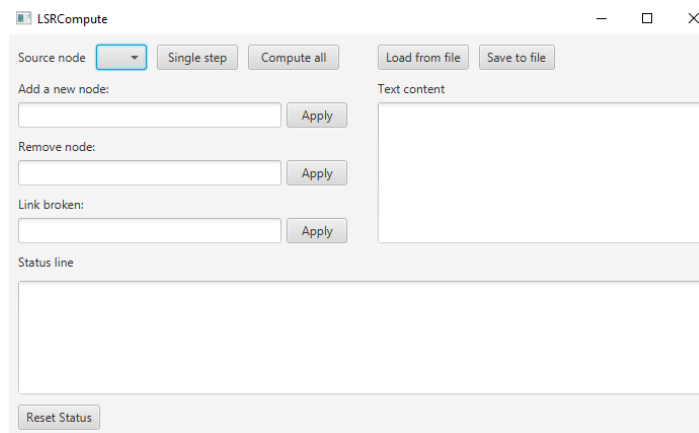 LSRCompute
Source node Single step Compute all Load from file Save to file
Add a new node: Text content
Apply
Remove node:
Apply
Link broken:
Apply
Status line
Reset Status